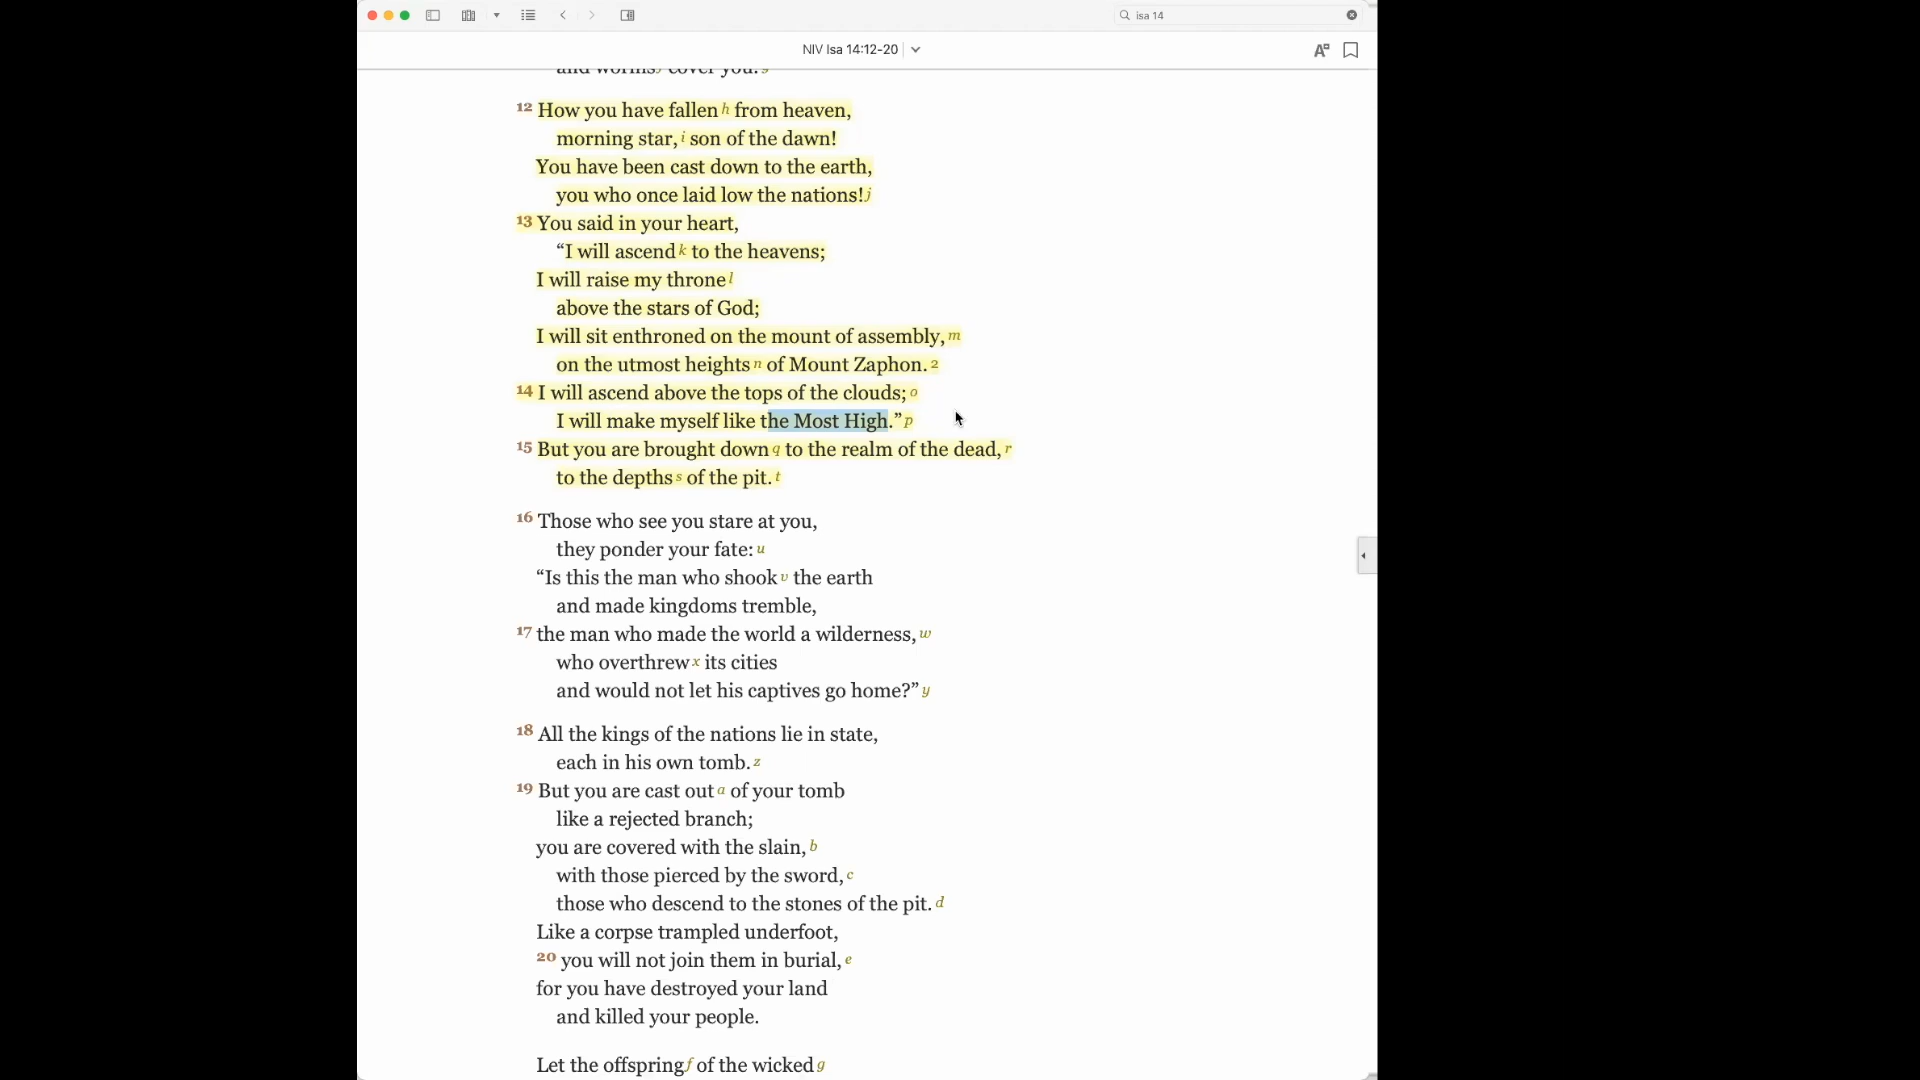 isa 14
NIV Isa 14:12-20
and worms cover you. g
12 How you have fallen h from heaven,
morning star, i son of the dawn!
You have been cast down to the earth,
you who once laid low the nations! j
13 You said in your heart,
“I will ascend k to the heavens;
I will raise my throne l
above the stars of God;
I will sit enthroned on the mount of assembly, m
on the utmost heights n of Mount Zaphon. 2
14 I will ascend above the tops of the clouds; o
I will make myself like the Most High.” p
15 But you are brought down q to the realm of the dead, r
to the depths s of the pit. t
16 Those who see you stare at you,
they ponder your fate: u
“Is this the man who shook v the earth
and made kingdoms tremble,
17 the man who made the world a wilderness, w
who overthrew x its cities
and would not let his captives go home?” y
18 All the kings of the nations lie in state,
each in his own tomb. z
19 But you are cast out a of your tomb
like a rejected branch;
you are covered with the slain, b
with those pierced by the sword, c
those who descend to the stones of the pit. d
Like a corpse trampled underfoot,
20 you will not join them in burial, e
for you have destroyed your land
and killed your people.
Let the offspring f of the wicked g